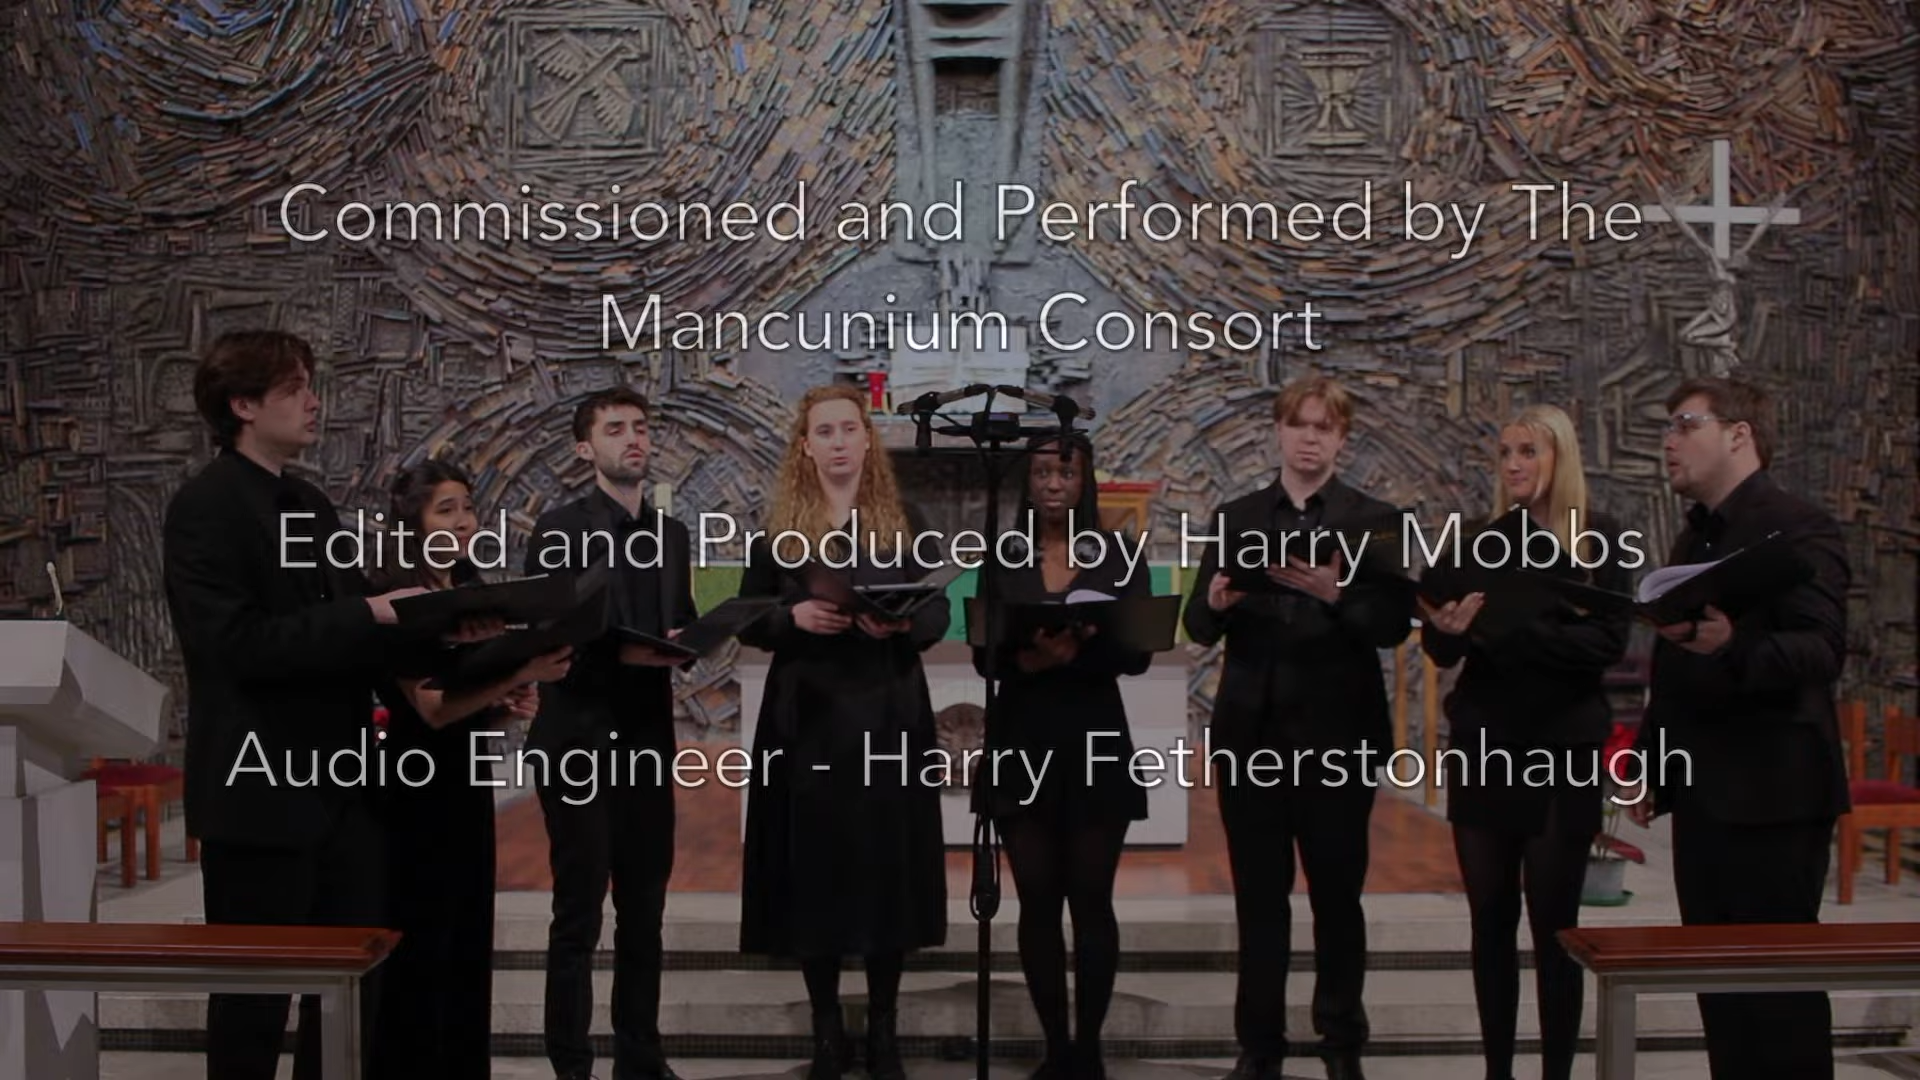 Commissioned and Performed by The
Mancunium Consort
Edited and Produced by Harry Mobbs
Audio Engineer - Harry Fetherstonhaugh